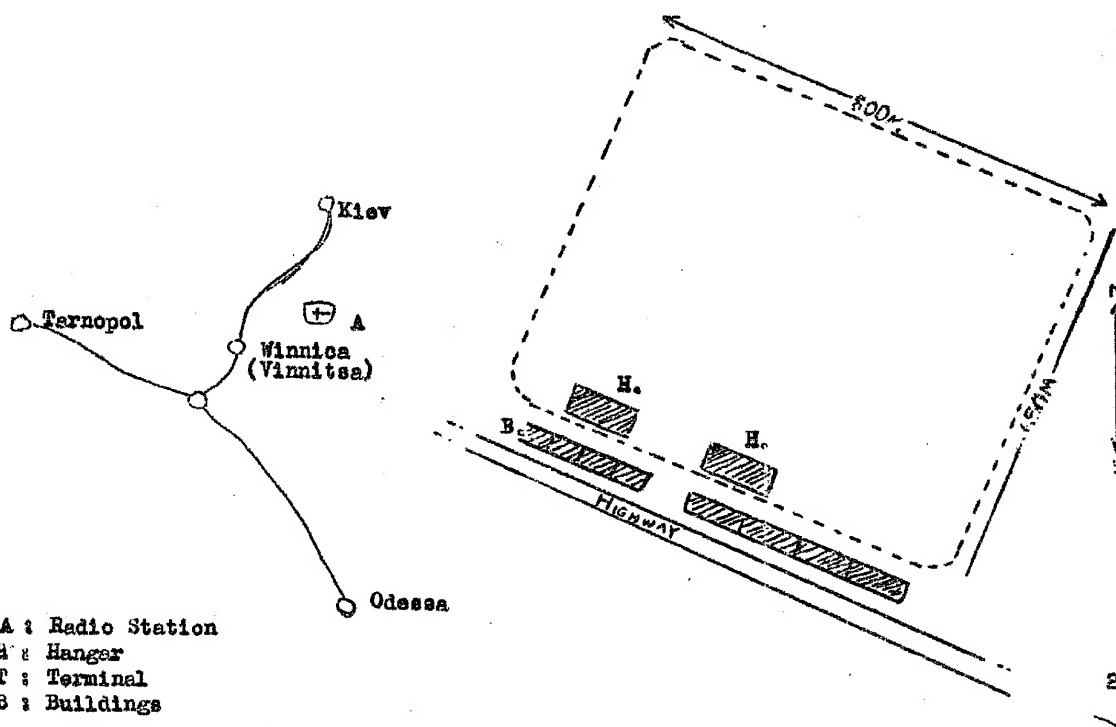 800M
Kiev
Tarnopol
A
Winnica
(Vinnitsa)
H.
B.
H.
HIGHWAY
Odessa
A : Radio Station
H : Hangar
T : Terminal
B : Buildings